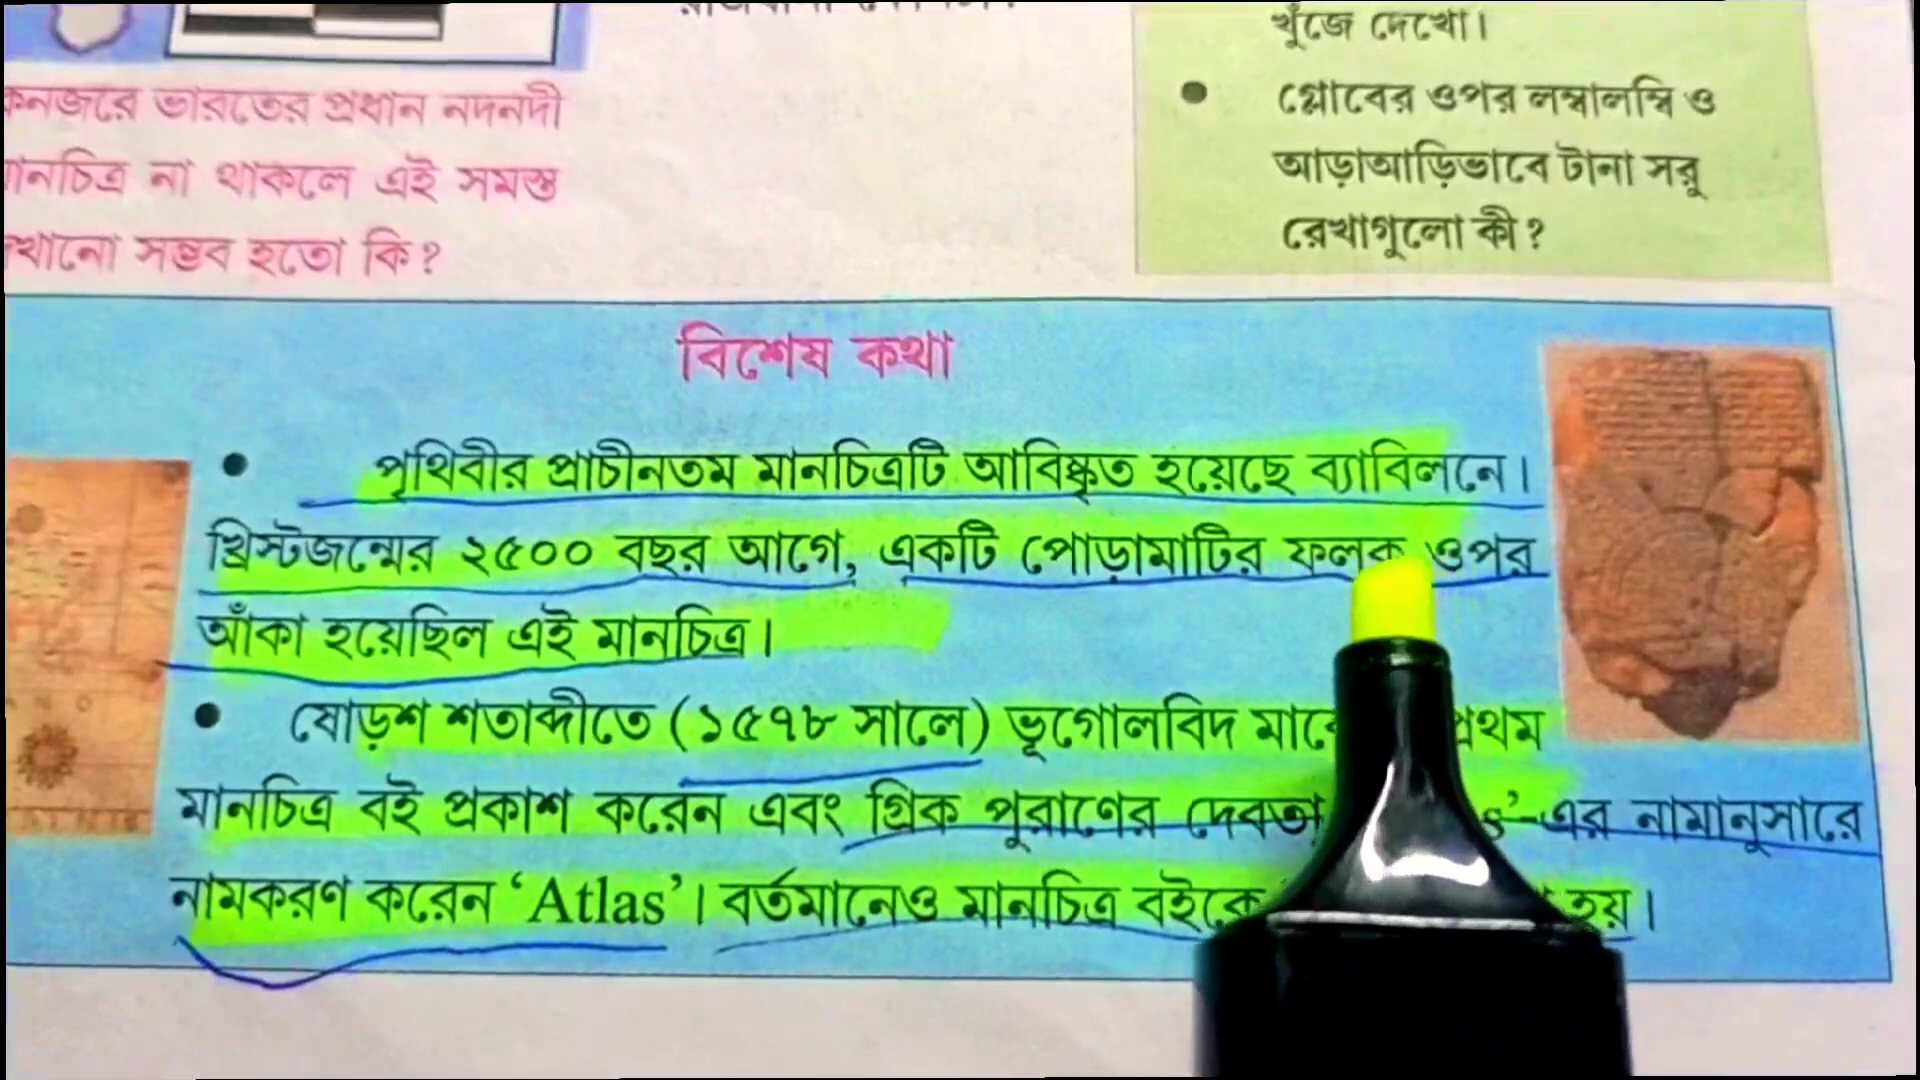 খুঁজে দেখো।
• গ্লোবের ওপর লম্বালম্বি ও
আড়াআড়িভাবে টানা সরু
রেখাগুলো কী?
ভারতের প্রধান নদনদী
না থাকলে এই সমস্ত
সম্ভব হতো কি?
বিশেষ কথা
• পৃথিবীর প্রাচীনতম মানচিত্রটি আবিষ্কৃত হয়েছে ব্যাবিলনে।
খ্রিস্টজন্মের ২৫০০ বছর আগে, একটি পোড়ামাটির ফলক ওপর
আঁকা হয়েছিল এই মানচিত্র।
• ষোড়শ শতাব্দীতে (১৫৭৮ সালে) ভূগোলবিদ প্রথম
মানচিত্র বই প্রকাশ করেন এবং গ্রিক পুরাণের দেবতা এর নামানুসারে
নামকরণ করেন ‘Atlas’। বর্তমানেও মানচিত্র বইকে হয়।